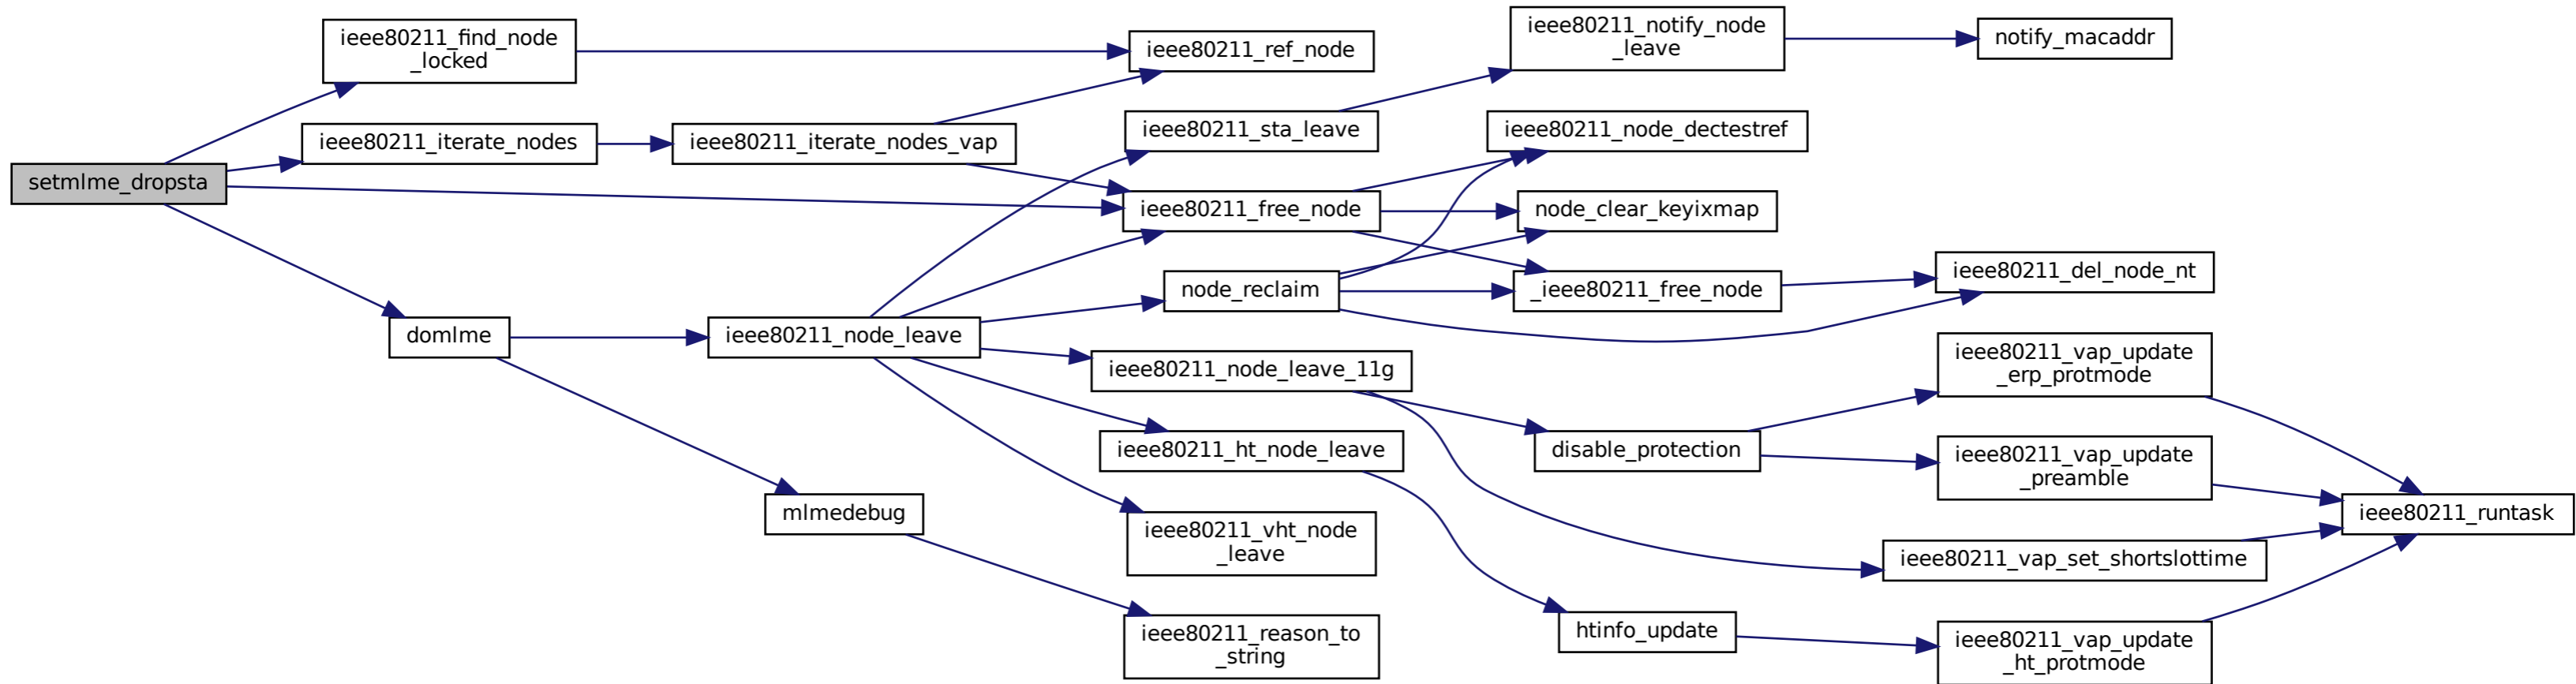 setmlme_dropsta
ieee80211_find_node
_locked
ieee80211_iterate_nodes
domlme
ieee80211_iterate_nodes_vap
ieee80211_node_leave
mlmedebug
ieee80211_ref_node
ieee80211_sta_leave
ieee80211_free_node
node_reclaim
ieee80211_node_leave_11g
ieee80211_ht_node_leave
ieee80211_vht_node
_leave
ieee80211_reason_to
_string
ieee80211_notify_node
_leave
ieee80211_node_dectestref
node_clear_keyixmap
_ieee80211_free_node
disable_protection
htinfo_update
notify_macaddr
ieee80211_del_node_nt
ieee80211_vap_update
_erp_protmode
ieee80211_vap_update
_preamble
ieee80211_vap_set_shortslottime
ieee80211_vap_update
_ht_protmode
ieee80211_runtask